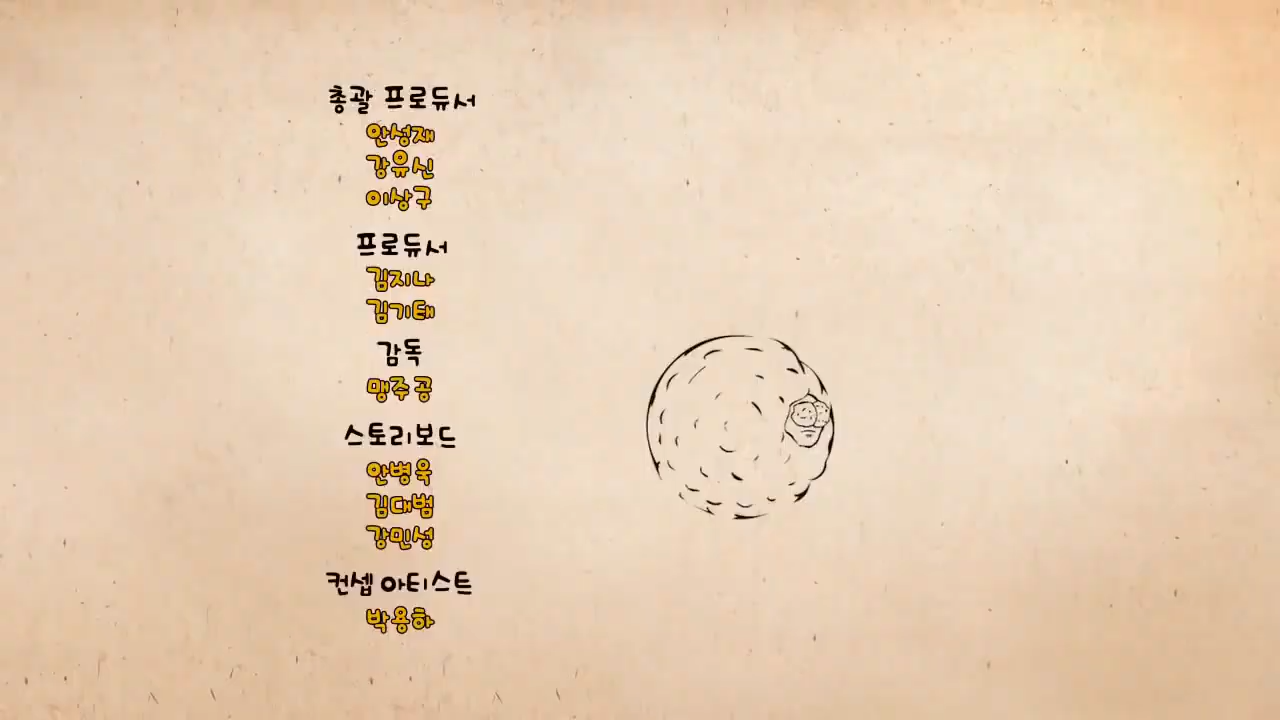 총괄 프로듀서
안성재
강유신
이상구
프로듀서
김지나
김기태
감독
맹주공
스토리보드
안병욱
김대범
강민성
컨셉 아티스트
박용하